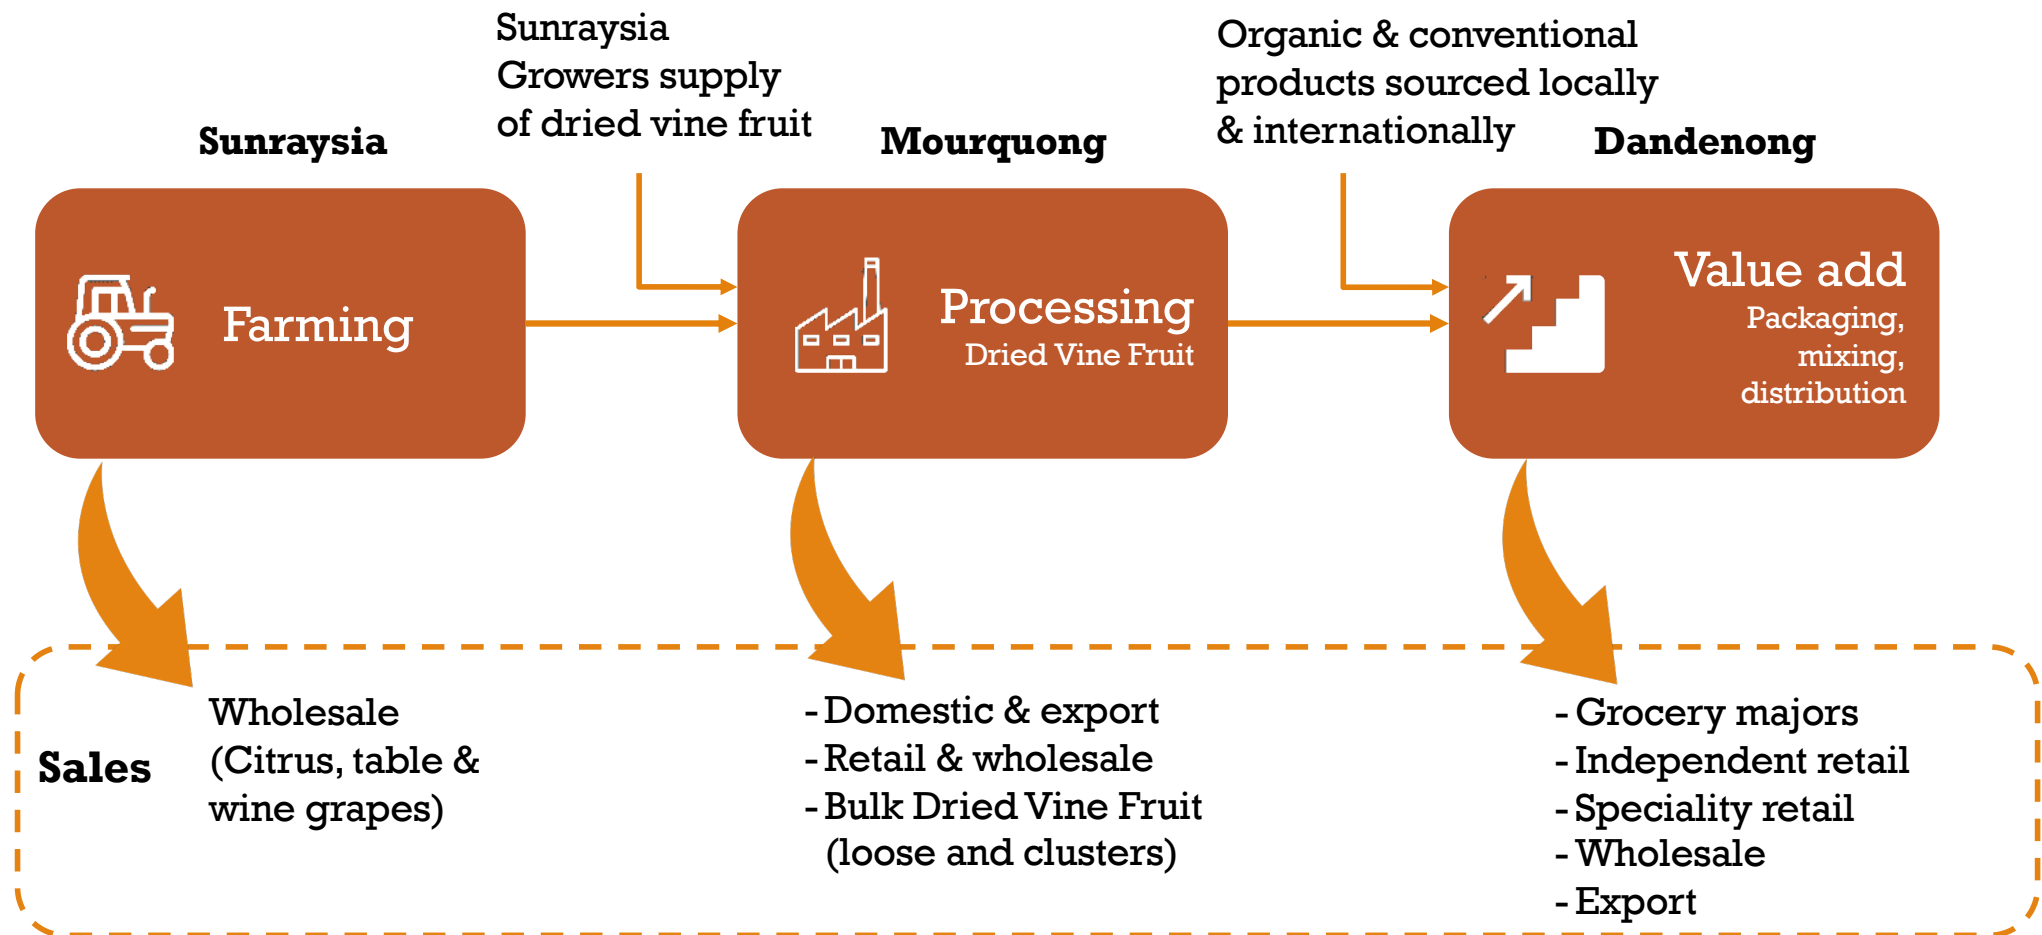 Sunraysia
Growers supply
of dried vine fruit
Organic & conventional
products sourced locally
& internationally
Sunraysia
Mourquong
Dandenong
Farming
Processing
Dried Vine Fruit
Value add
Packaging,
mixing,
distribution
Sales
Wholesale
(Citrus, table &
wine grapes)
- Domestic & export
- Retail & wholesale
- Bulk Dried Vine Fruit
(loose and clusters)
- Grocery majors
- Independent retail
- Speciality retail
- Wholesale
- Export